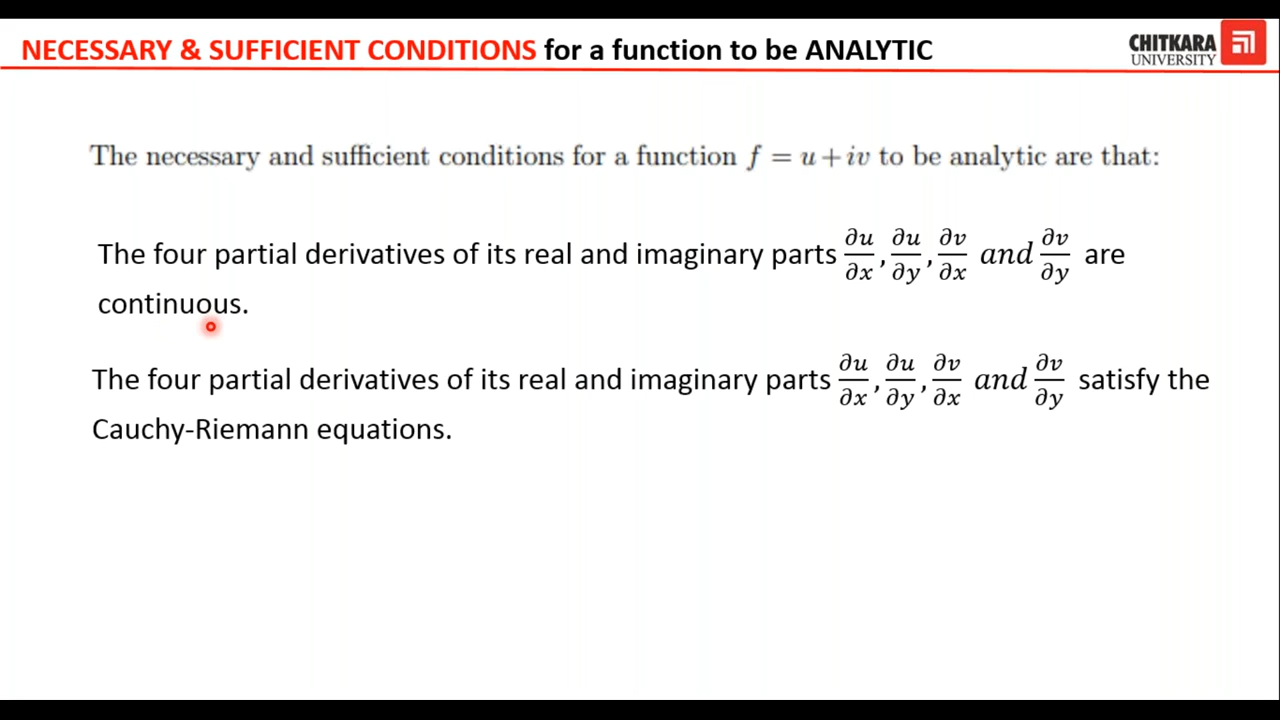 NECESSARY & SUFFICIENT CONDITIONS for a function to be ANALYTIC
CHITKARA
UNIVERSITY
The necessary and sufficient conditions for a function f = u + iv to be analytic are that:
The four partial derivatives of its real and imaginary parts ∂u/∂x, ∂u/∂y, ∂v/∂x and ∂v/∂y are
continuous.
The four partial derivatives of its real and imaginary parts ∂u/∂x, ∂u/∂y, ∂v/∂x and ∂v/∂y satisfy the
Cauchy-Riemann equations.